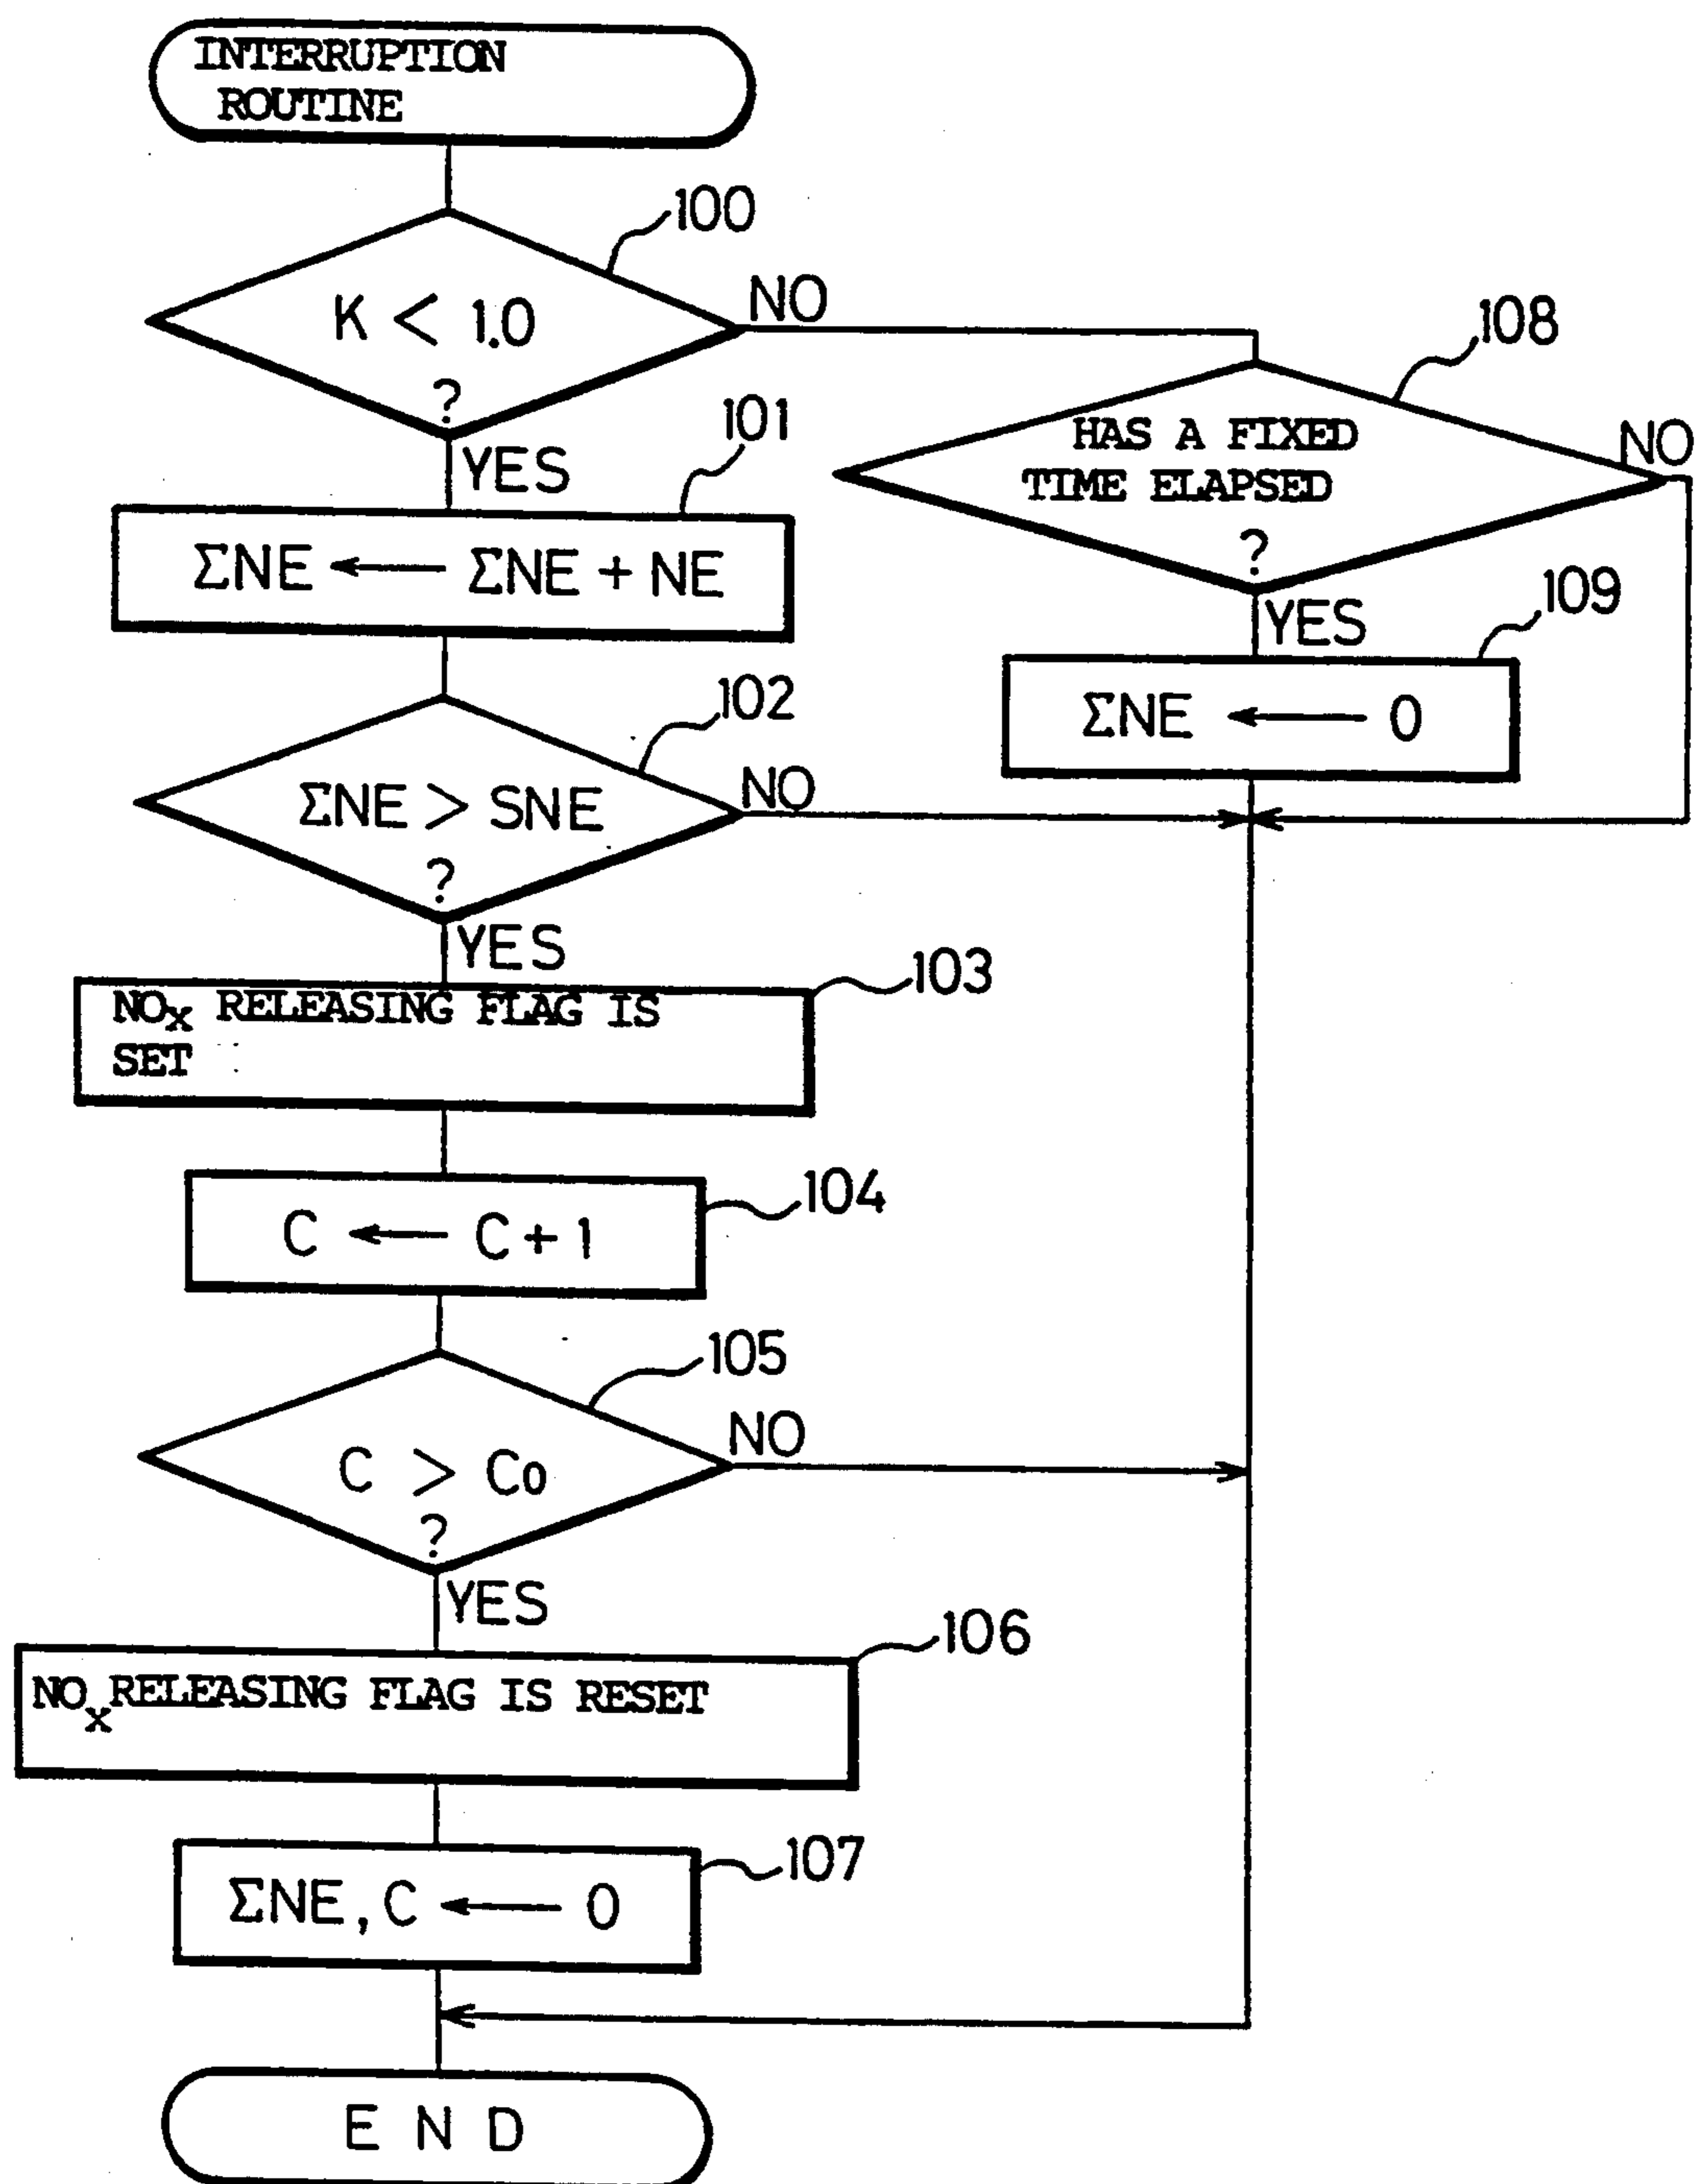 INTERRUPTION
ROUTINE
100
K < 1.0
?
NO
YES
108
HAS A FIXED
TIME ELAPSED
?
NO
YES
101
ΣNE ← ΣNE + NE
109
ΣNE ← 0
102
ΣNE > SNE
?
NO
YES
103
NOx RELEASING FLAG IS
SET
104
C ← C + 1
105
C > Co
?
NO
YES
106
NOx RELEASING FLAG IS RESET
107
ΣNE, C ← 0
END